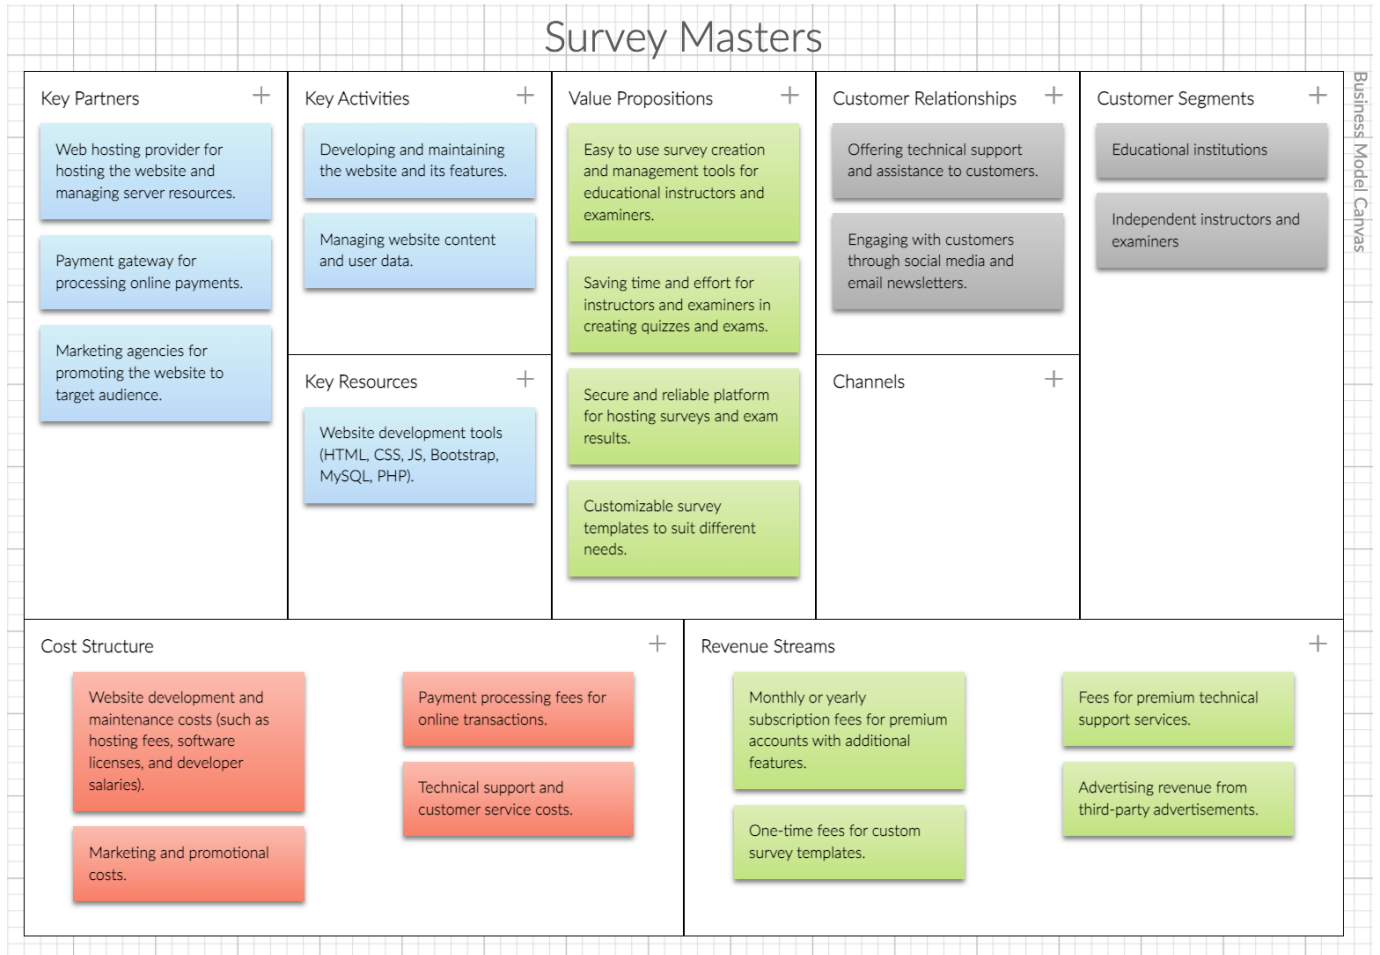 Survey Masters
Business Model Canvas
Key Partners
Web hosting provider for
hosting the website and
managing server resources.
Payment gateway for
processing online payments.
Marketing agencies for
promoting the website to
target audience.
Key Activities
Developing and maintaining
the website and its features.
Managing website content
and user data.
Key Resources
Website development tools
(HTML, CSS, JS, Bootstrap,
MySQL, PHP).
Value Propositions
Easy to use survey creation
and management tools for
educational instructors and
examiners.
Saving time and effort for
instructors and examiners in
creating quizzes and exams.
Secure and reliable platform
for hosting surveys and exam
results.
Customizable survey
templates to suit different
needs.
Customer Relationships
Offering technical support
and assistance to customers.
Engaging with customers
through social media and
email newsletters.
Channels
Customer Segments
Educational institutions
Independent instructors and
examiners
Cost Structure
Website development and
maintenance costs (such as
hosting fees, software
licenses, and developer
salaries).
Marketing and promotional
costs.
Payment processing fees for
online transactions.
Technical support and
customer service costs.
Revenue Streams
Monthly or yearly
subscription fees for premium
accounts with additional
features.
One-time fees for custom
survey templates.
Fees for premium technical
support services.
Advertising revenue from
third-party advertisements.